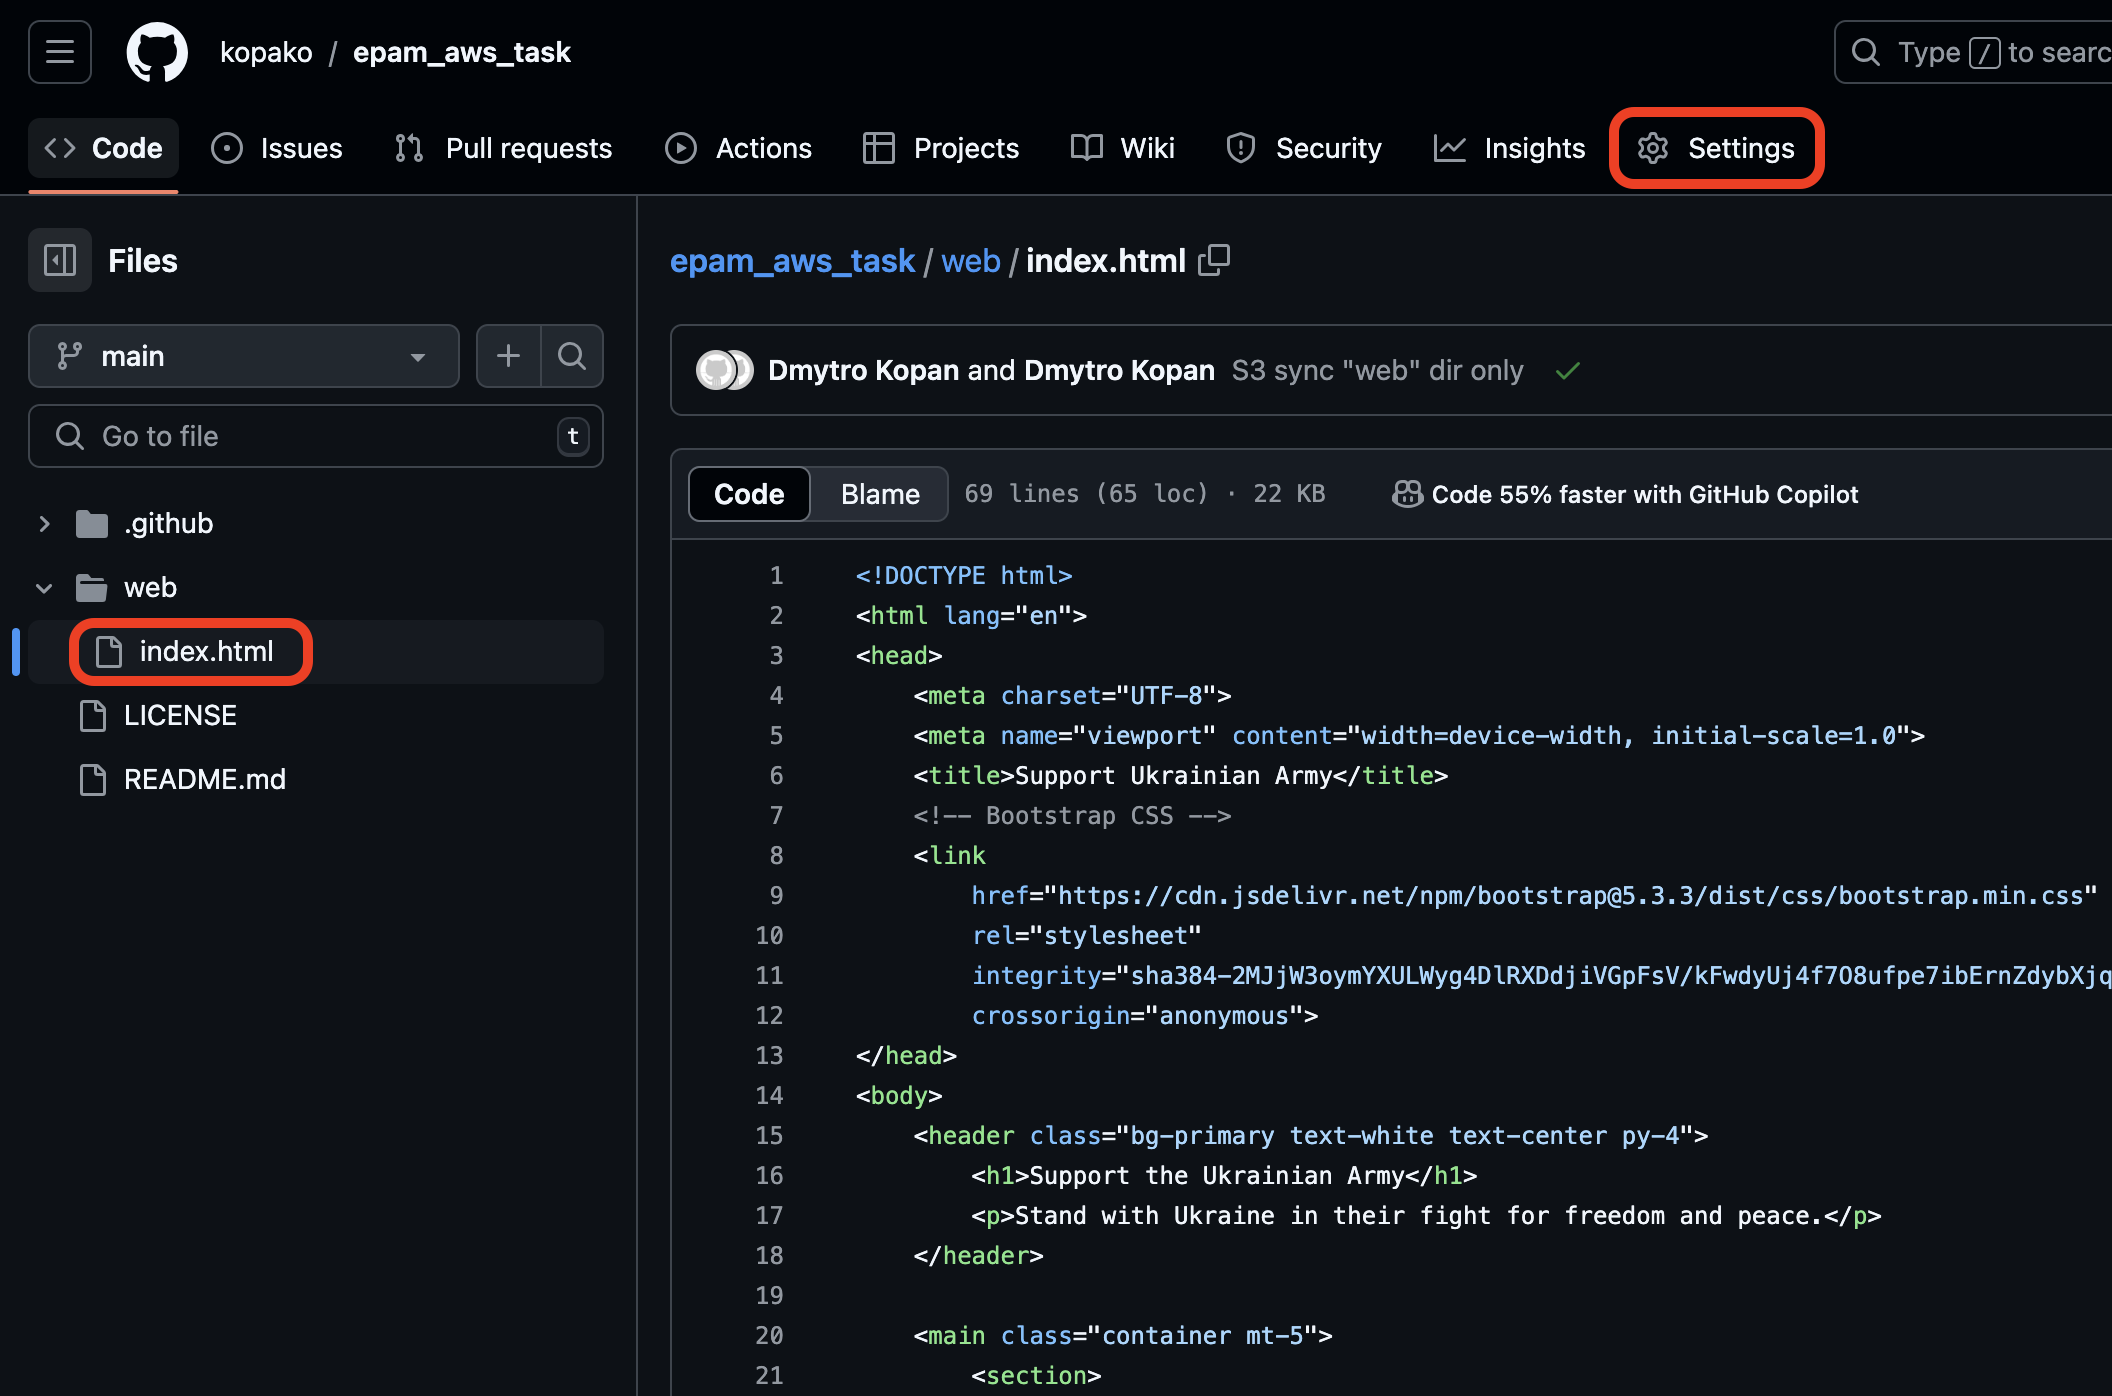 kopako / epam_aws_task
Type / to searc
Code Issues Pull requests Actions Projects Wiki Security Insights Settings
Files
main
Go to file t
.github
web
index.html
LICENSE
README.md
epam_aws_task / web / index.html
Dmytro Kopan and Dmytro Kopan S3 sync "web" dir only
Code Blame 69 lines (65 loc) · 22 KB Code 55% faster with GitHub Copilot
1 <!DOCTYPE html>
2 <html lang="en">
3 <head>
4 <meta charset="UTF-8">
5 <meta name="viewport" content="width=device-width, initial-scale=1.0">
6 <title>Support Ukrainian Army</title>
7 <!-- Bootstrap CSS -->
8 <link
9 href="https://cdn.jsdelivr.net/npm/bootstrap@5.3.3/dist/css/bootstrap.min.css"
10 rel="stylesheet"
11 integrity="sha384-2MJjW3oymYXULWyg4DlRXDdjiVGpFsV/kFwdyUj4f7O8ufpe7ibErnZdybXjq
12 crossorigin="anonymous">
13 </head>
14 <body>
15 <header class="bg-primary text-white text-center py-4">
16 <h1>Support the Ukrainian Army</h1>
17 <p>Stand with Ukraine in their fight for freedom and peace.</p>
18 </header>
19
20 <main class="container mt-5">
21 <section>